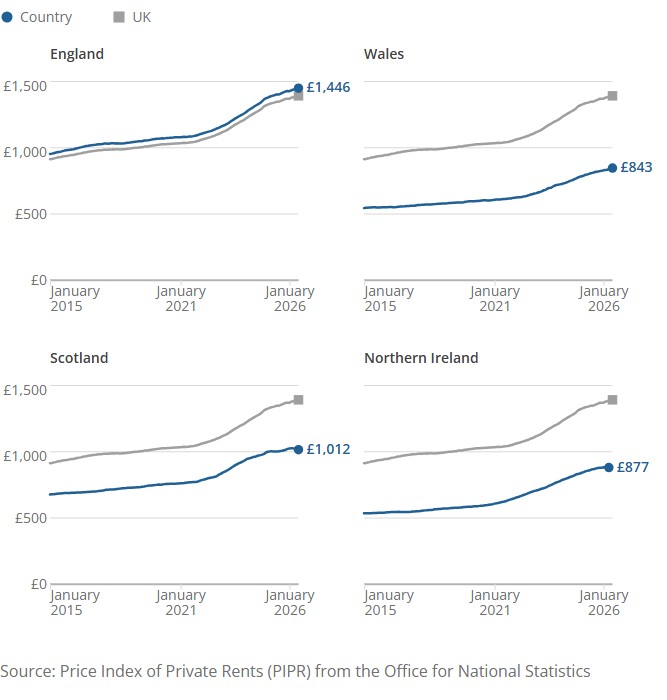 Country UK
England Wales
£1,500
£1,446
£1,000
£843
£500
£0
January January January January January January
2015 2021 2026 2015 2021 2026
Scotland Northern Ireland
£1,500
£1,000
£1,012
£877
£500
£0
January January January January January January
2015 2021 2026 2015 2021 2026
Source: Price Index of Private Rents (PIPR) from the Office for National Statistics